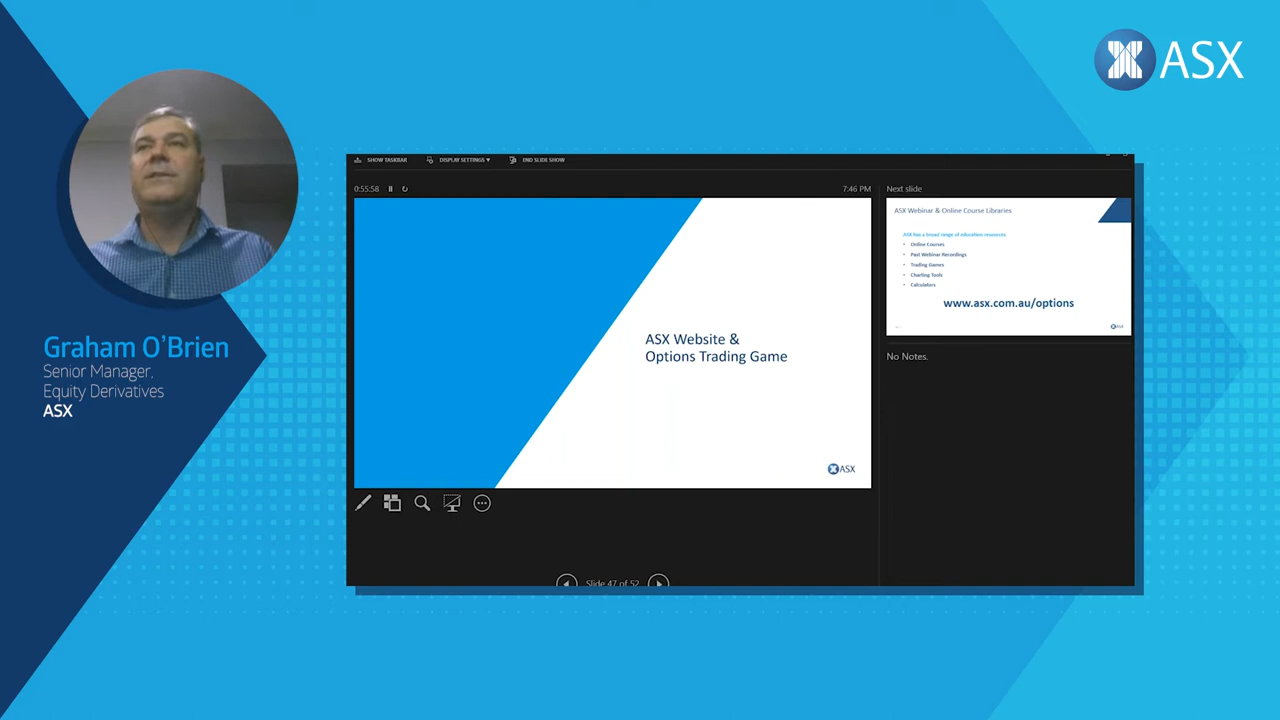 ASX
Graham O’Brien
Senior Manager,
Equity Derivatives
ASX
SHOW TASKBAR
DISPLAY SETTINGS ▼
END SLIDE SHOW
0:55:58
7:46 PM
ASX Website &
Options Trading Game
ASX
Slide 47 of 52
Next slide
ASX Webinar & Online Course Libraries
ASX has a broad range of education resources
• Online Courses
• Past Webinar Recordings
• Trading Games
• Charting Tools
• Calculators
www.asx.com.au/options
ASX
No Notes.